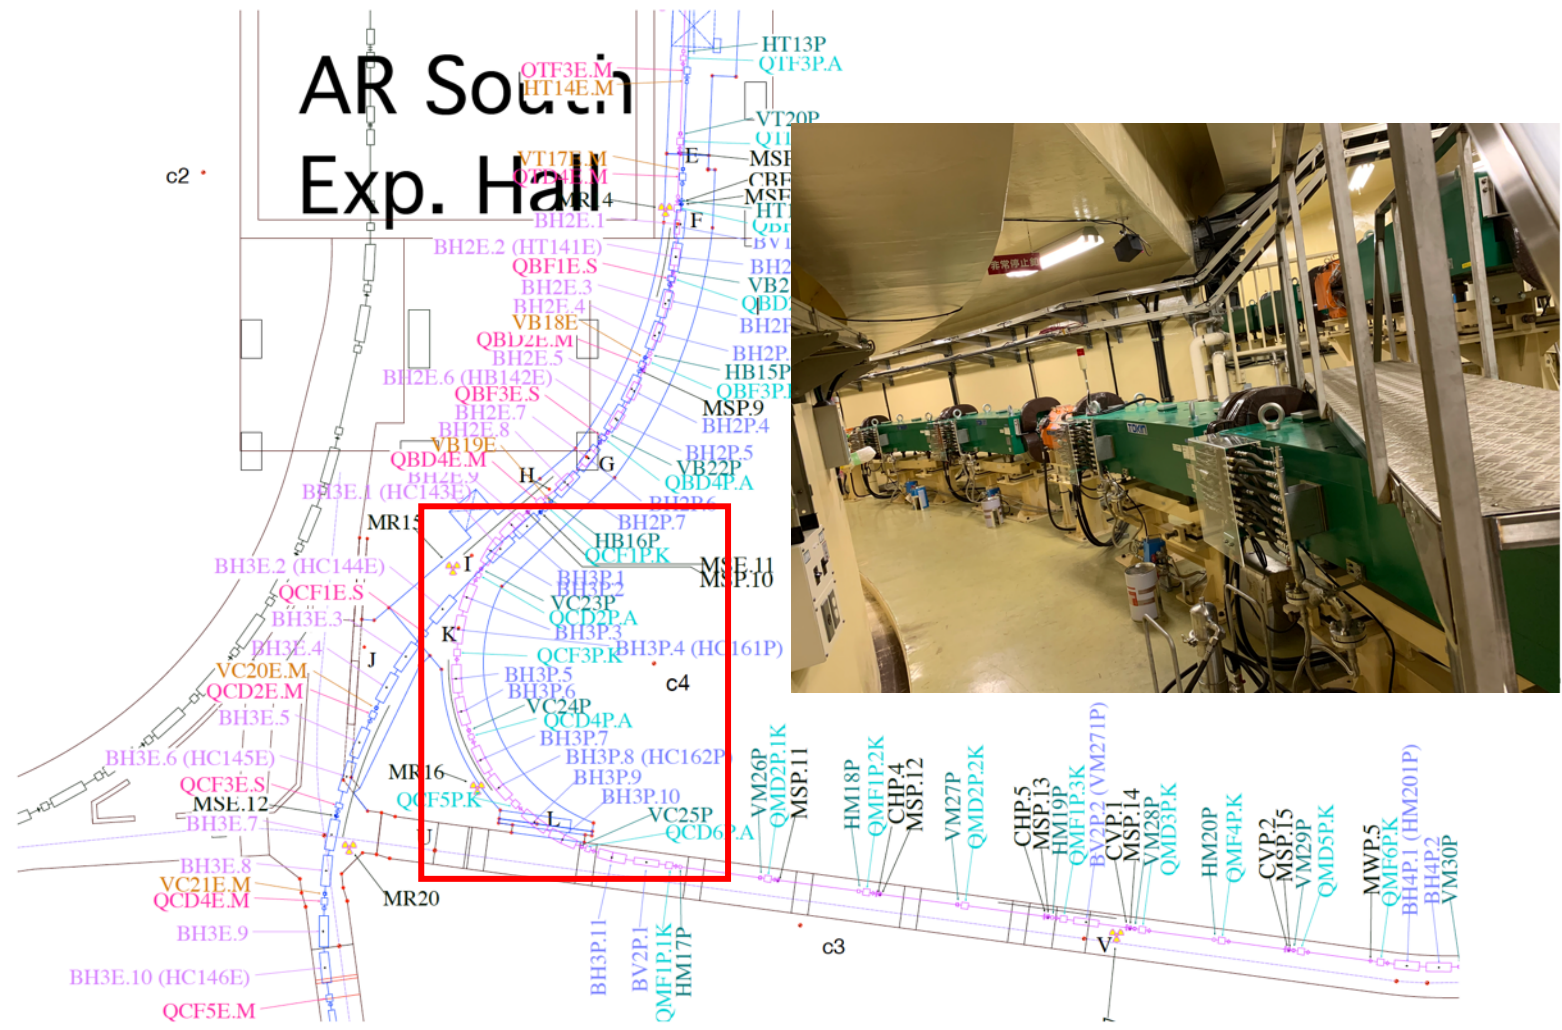 AR South
Exp. Hall
c2
HT13P
QTF3P.A
QTF3E.M
HT14E.M
VT20P
VT17E.M
QTD4E.M
E
MR14
F
BH2E.1
BH2E.2 (HT141E)
QBF1E.S
BH2E.3
BH2E.4
VB18E
QBD2E.M
BH2E.5
BH2E.6 (HB142E)
QBF3E.S
BH2E.7
BH2E.8
VB19E
QBD4E.M
BH2E.9
BH3E.1 (HC143E)
HB15P
MSP.9
BH2P.4
BH2P.5
VB22P
QBD4P.A
BH2P.6
BH2P.7
HB16P
QCF1P.K
MSE.11
MSP.10
G
H
MR15
I
BH3E.2 (HC144E)
QCF1E.S
BH3E.3
BH3E.4
J
VC20E.M
QCD2E.M
BH3E.5
BH3E.6 (HC145E)
QCF3E.S
MSE.12
BH3E.7
BH3E.8
VC21E.M
QCD4E.M
BH3E.9
BH3E.10 (HC146E)
QCF5E.M
BH3P.1
BH3P.2
VC23P
QCD2P.A
BH3P.3
BH3P.4 (HC161P)
K
QCF3P.K
c4
BH3P.5
BH3P.6
VC24P
QCD4P.A
BH3P.7
BH3P.8 (HC162P)
BH3P.9
BH3P.10
MR16
QCF5P.K
L
U
VC25P
QCD6P.A
MR20
BH3P.11
BV2P.1
QMF1P.1K
HM17P
VM26P
QMD2P.1K
MSP.11
HM18P
QMF1P.2K
CHP.4
MSP.12
VM27P
QMD2P.2K
CHP.5
MSP.13
HM19P
QMF1P.3K
BV2P.2 (VM271P)
CVP.1
MSP.14
VM28P
QMD3P.K
HM20P
QMF4P.K
CVP.2
MSP.15
VM29P
QMD5P.K
MWP.5
QMF6P.K
BH4P.1 (HM201P)
BH4P.2
VM30P
c3
V
TOKIN